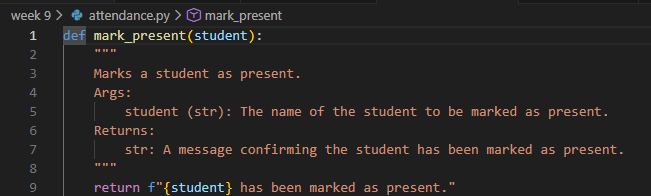 week 9 > attendance.py > mark_present
1 def mark_present(student):
2 """
3 Marks a student as present.
4 Args:
5 student (str): The name of the student to be marked as present.
6 Returns:
7 str: A message confirming the student has been marked as present.
8 """
9 return f"{student} has been marked as present."